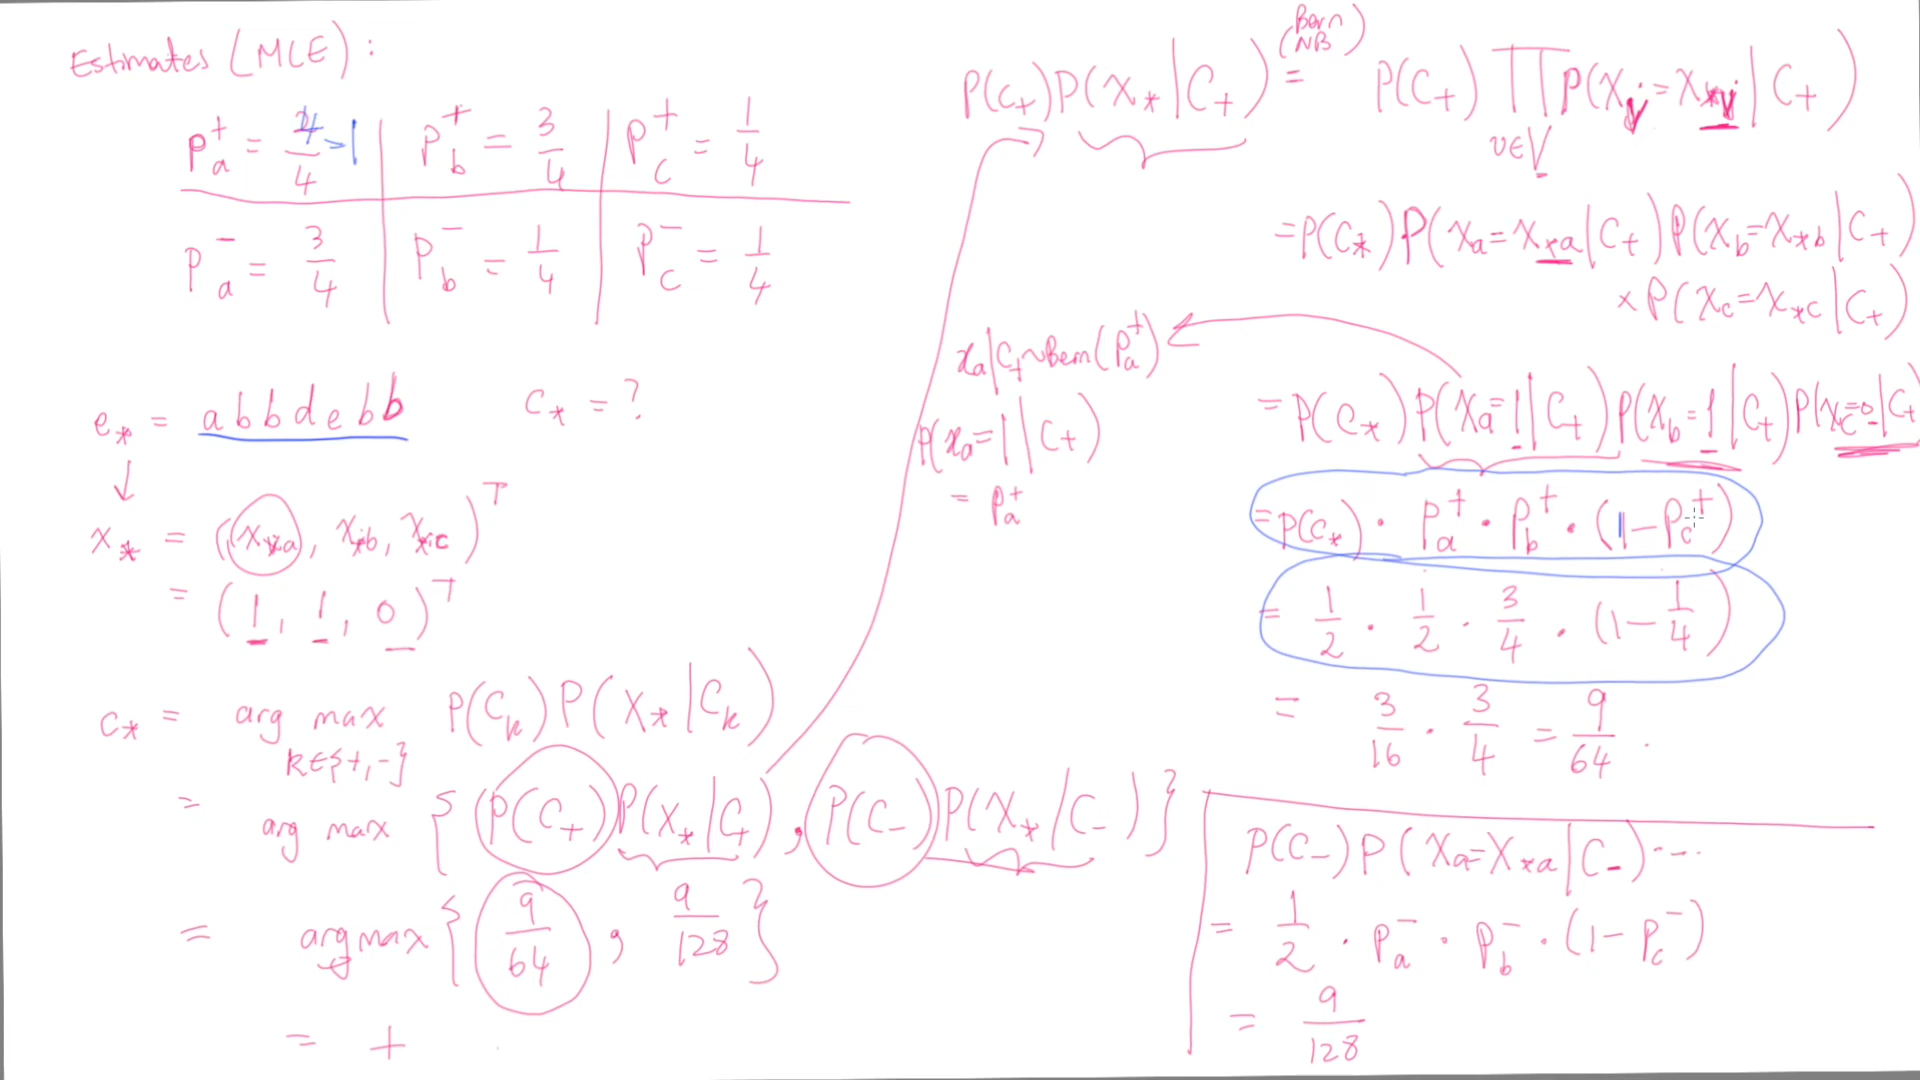 Estimates (MLE) :
P_a^+ = 4/4 → 1 | P_b^+ = 3/4 | P_c^+ = 1/4
P_a^- = 3/4 | P_b^- = 1/4 | P_c^- = 1/4
e_* = abbdebb   c_* = ?
↓
x_* = (x_{*a}, x_{*b}, x_{*c})^T
= (1, 1, 0)^T
c_* = arg max_{k∈{+,-}} P(C_k) P(X_* | C_k)
= arg max { P(C_+) P(X_* | C_+), P(C_-) P(X_* | C_-) }
= argmax { 9/64, 9/128 }
= +
P(C_+) P(X_* | C_+) = (Bern NB) P(C_+) ∏_{v∈V} P(X_v = X_{*v} | C_+)
= P(C_*) P(X_a = X_{*a} | C_+) P(X_b = X_{*b} | C_+)
× P(X_c = X_{*c} | C_+)
x_a | C_+ ~ Bern(P_a^+)
P(x_a = 1 | C_+)
= P_a^+
= P(C_*) P(X_a = 1 | C_+) P(X_b = 1 | C_+) P(X_c = 0 | C_+
= P(C_*) · P_a^+ · P_b^+ · (1 - P_c^+)
= 1/2 · 1/2 · 3/4 · (1 - 1/4)
= 3/16 · 3/4 = 9/64 .
P(C_-) P(X_a = X_{*a} | C_-) ...
= 1/2 · P_a^- · P_b^- · (1 - P_c^-)
= 9/128